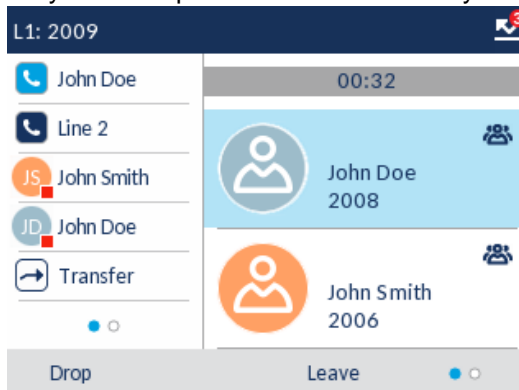 L1: 2009
3
John Doe
Line 2
JS John Smith
JD John Doe
Transfer
00:32
John Doe
2008
John Smith
2006
Drop
Leave